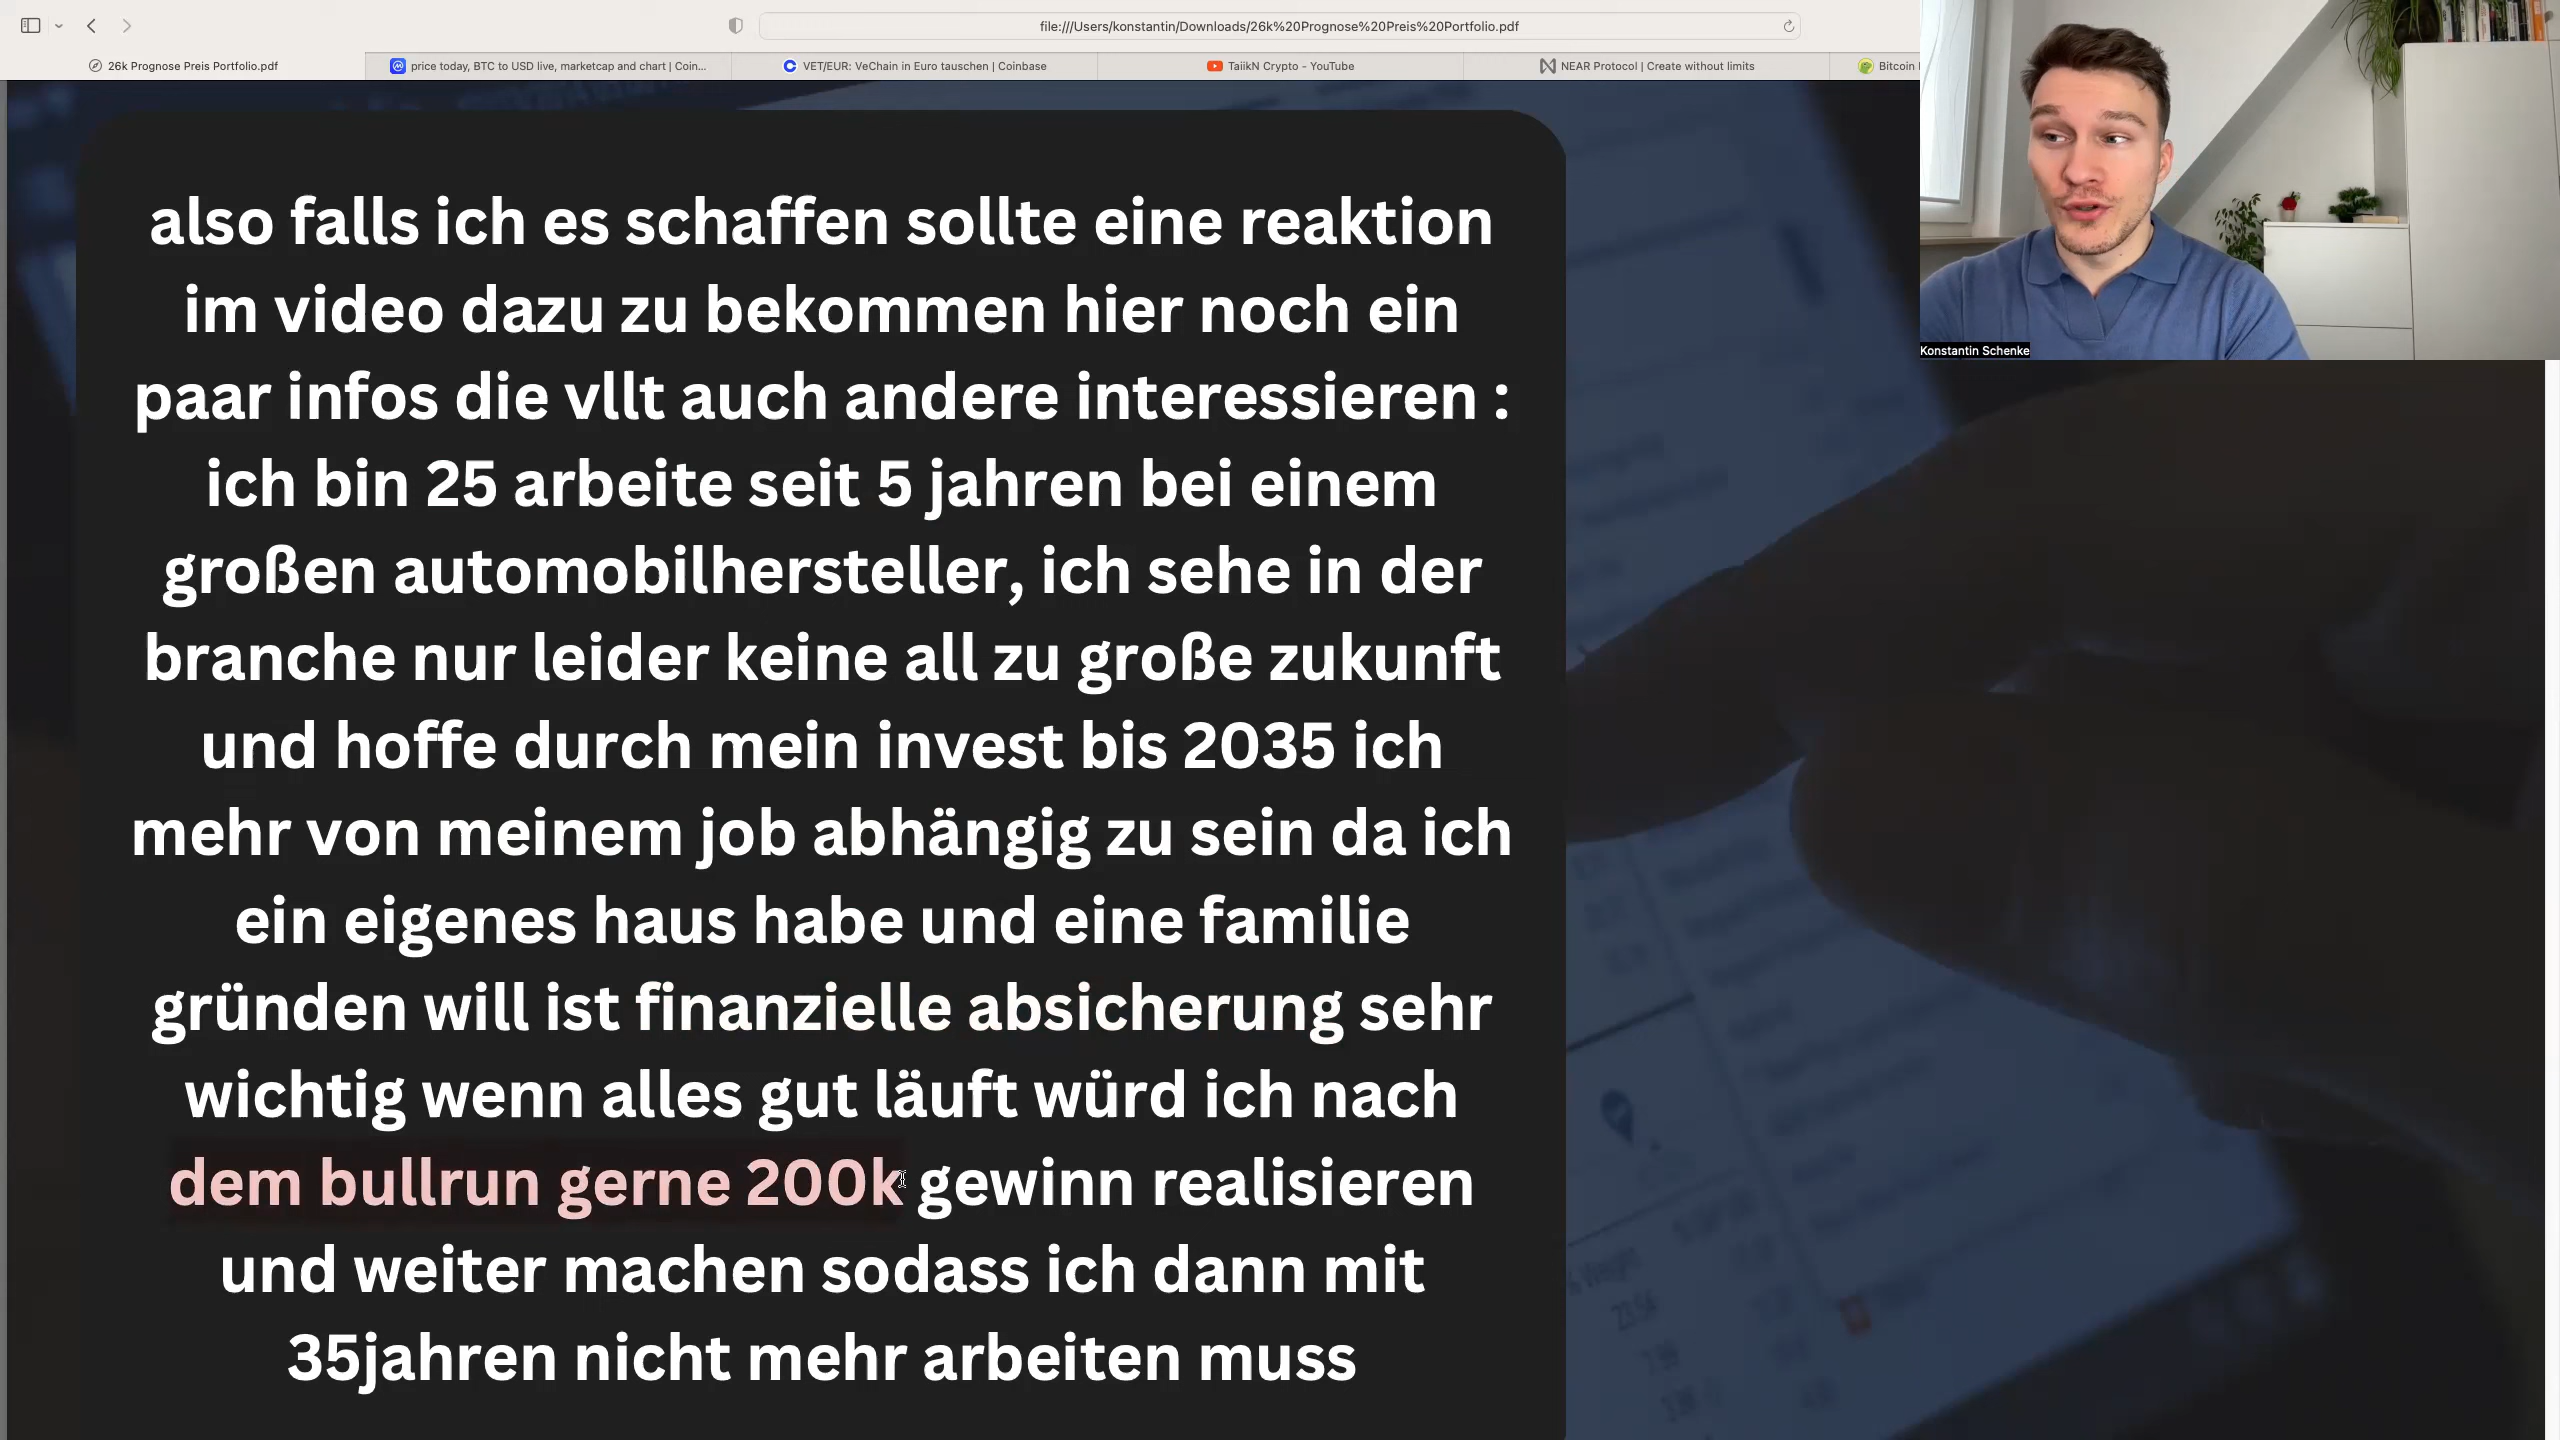 file:///Users/konstantin/Downloads/26k%20Prognose%20Preis%20Portfolio.pdf
26k Prognose Preis Portfolio.pdf
price today, BTC to USD live, marketcap and chart | Coin...
VET/EUR: VeChain in Euro tauschen | Coinbase
TaiikN Crypto - YouTube
NEAR Protocol | Create without limits
Bitcoin
Konstantin Schenke
also falls ich es schaffen sollte eine reaktion
im video dazu zu bekommen hier noch ein
paar infos die vllt auch andere interessieren :
ich bin 25 arbeite seit 5 jahren bei einem
großen automobilhersteller, ich sehe in der
branche nur leider keine all zu große zukunft
und hoffe durch mein invest bis 2035 ich
mehr von meinem job abhängig zu sein da ich
ein eigenes haus habe und eine familie
gründen will ist finanzielle absicherung sehr
wichtig wenn alles gut läuft würd ich nach
dem bullrun gerne 200k gewinn realisieren
und weiter machen sodass ich dann mit
35jahren nicht mehr arbeiten muss